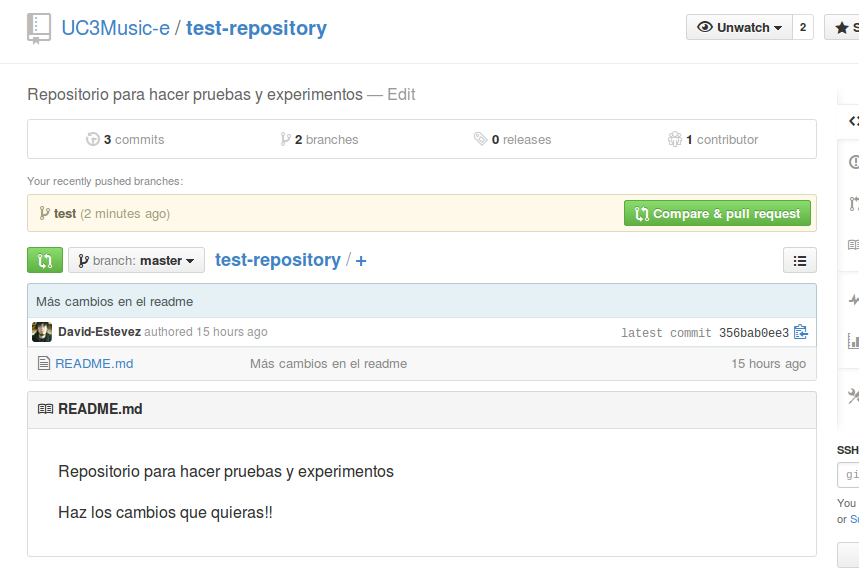 UC3Music-e / test-repository
Unwatch 2
Repositorio para hacer pruebas y experimentos — Edit
3 commits 2 branches 0 releases 1 contributor
Your recently pushed branches:
test (2 minutes ago) Compare & pull request
branch: master test-repository / +
Más cambios en el readme
David-Estevez authored 15 hours ago latest commit 356bab0ee3
README.md Más cambios en el readme 15 hours ago
README.md
Repositorio para hacer pruebas y experimentos
Haz los cambios que quieras!!
SSH
You
or